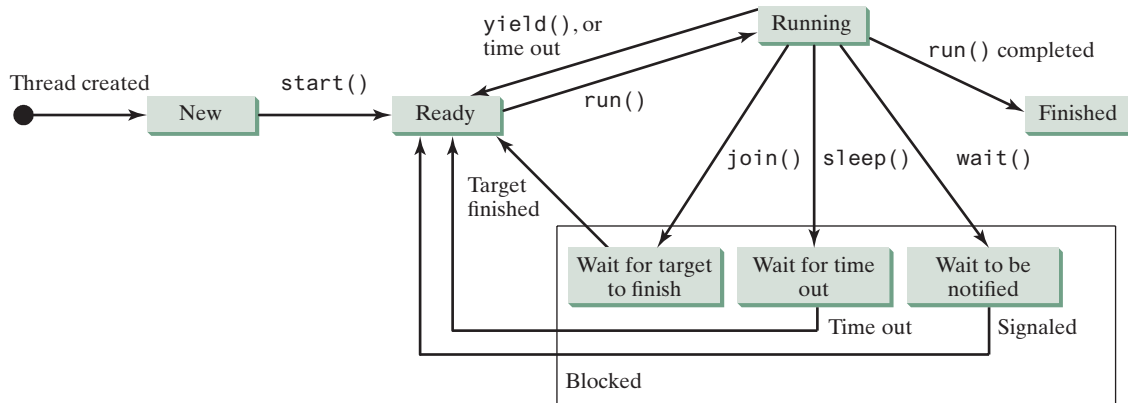 yield(), or
time out
Running
run() completed
Thread created
start()
New
Ready
run()
Finished
join()
sleep()
wait()
Target
finished
Wait for target
to finish
Wait for time
out
Wait to be
notified
Time out
Signaled
Blocked